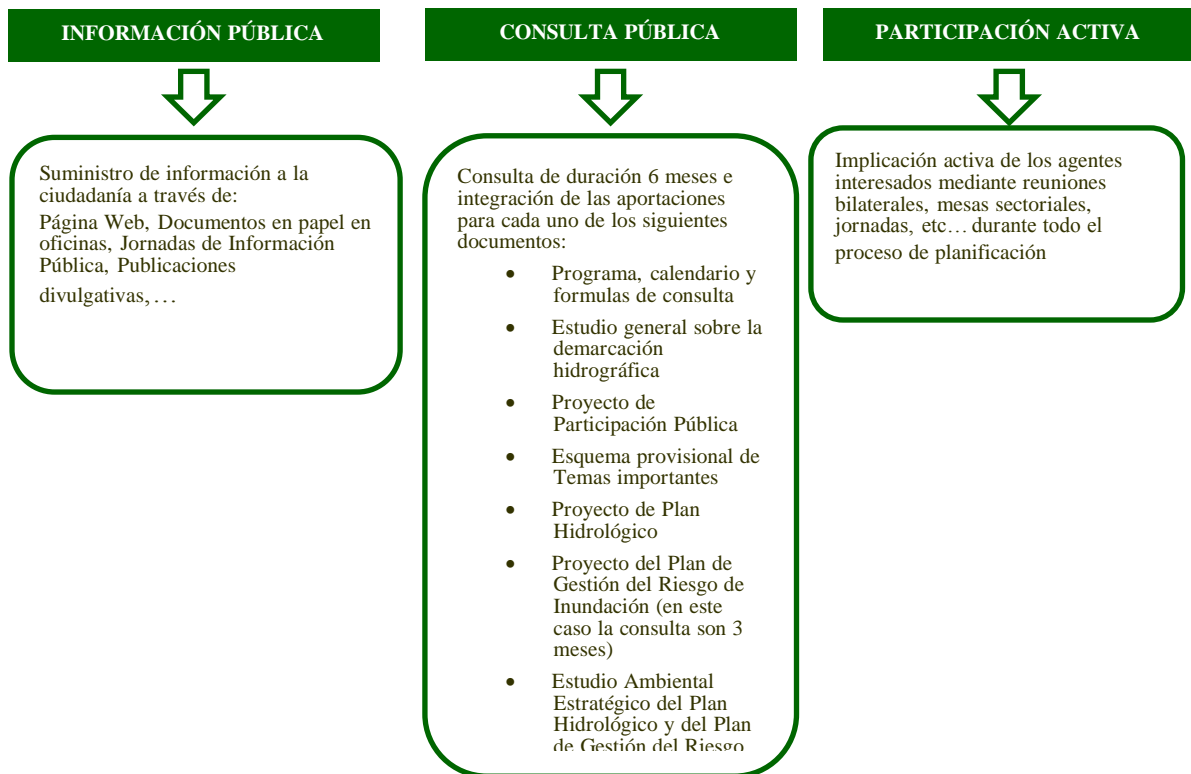 INFORMACIÓN PÚBLICA
Suministro de información a la
ciudadanía a través de:
Página Web, Documentos en papel en
oficinas, Jornadas de Información
Pública, Publicaciones
divulgativas,…
CONSULTA PÚBLICA
Consulta de duración 6 meses e
integración de las aportaciones
para cada uno de los siguientes
documentos:
• Programa, calendario y
formulas de consulta
• Estudio general sobre la
demarcación
hidrográfica
• Proyecto de
Participación Pública
• Esquema provisional de
Temas importantes
• Proyecto de Plan
Hidrológico
• Proyecto del Plan de
Gestión del Riesgo de
Inundación (en este
caso la consulta son 3
meses)
• Estudio Ambiental
Estratégico del Plan
Hidrológico y del Plan
de Gestión del Riesgo
PARTICIPACIÓN ACTIVA
Implicación activa de los agentes
interesados mediante reuniones
bilaterales, mesas sectoriales,
jornadas, etc… durante todo el
proceso de planificación